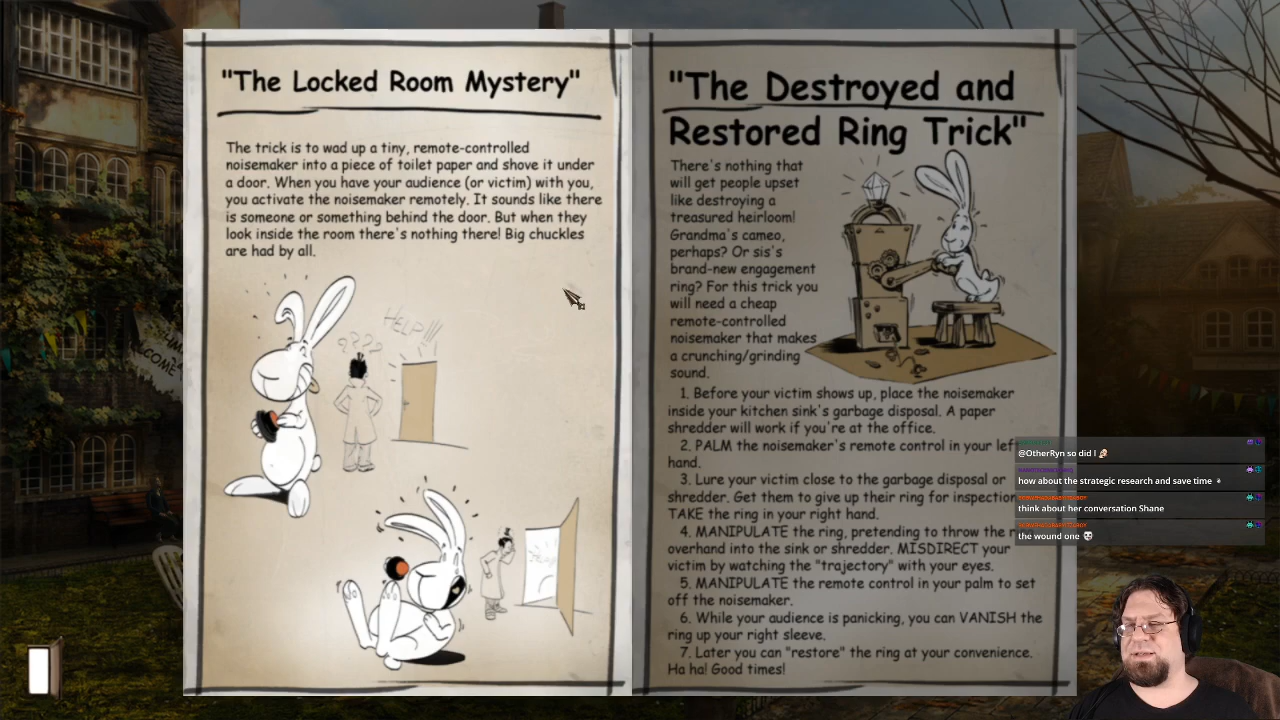 "The Locked Room Mystery"
The trick is to wad up a tiny, remote-controlled
noisemaker into a piece of toilet paper and shove it under
a door. When you have your audience (or victim) with you,
you activate the noisemaker remotely. It sounds like there
is someone or something behind the door. But when they
look inside the room there's nothing there! Big chuckles
are had by all.
????
HELP!!!
"The Destroyed and
Restored Ring Trick"
There's nothing that
will get people upset
like destroying a
treasured heirloom!
Grandma's cameo,
perhaps? Or sis's
brand-new engagement
ring? For this trick you
will need a cheap
remote-controlled
noisemaker that makes
a crunching/grinding
sound.
1. Before your victim shows up, place the noisemaker
inside your kitchen sink's garbage disposal. A paper
shredder will work if you're at the office.
2. PALM the noisemaker's remote control in your left
hand.
3. Lure your victim close to the garbage disposal or
shredder. Get them to give up their ring for inspection
TAKE the ring in your right hand.
4. MANIPULATE the ring, pretending to throw the
overhand into the sink or shredder. MISDIRECT your
victim by watching the "trajectory" with your eyes.
5. MANIPULATE the remote control in your palm to set
off the noisemaker.
6. While your audience is panicking, you can VANISH the
ring up your right sleeve.
7. Later you can "restore" the ring at your convenience.
Ha ha! Good times!
@OtherRyn so did I
how about the strategic research and save time
think about her conversation Shane
the wound one